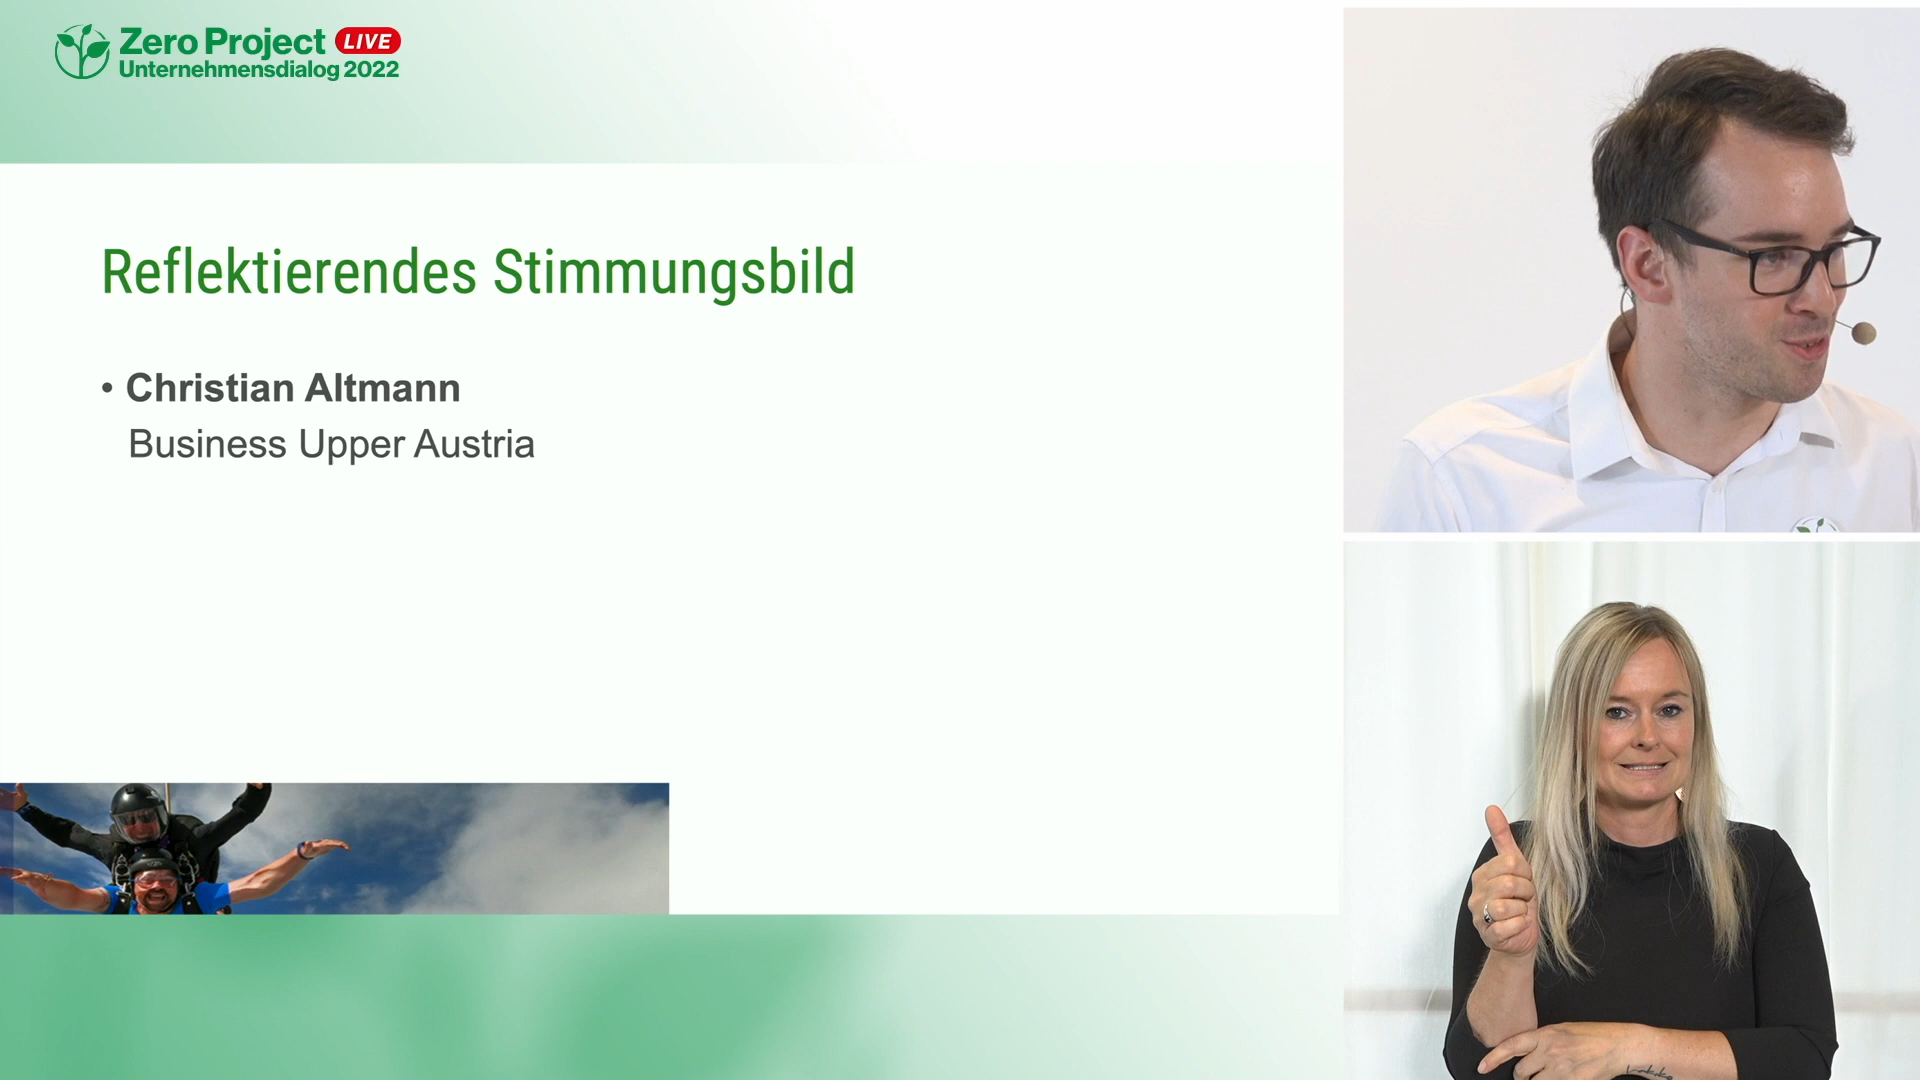 Zero Project LIVE
Unternehmensdialog 2022
Reflektierendes Stimmungsbild
• Christian Altmann
Business Upper Austria